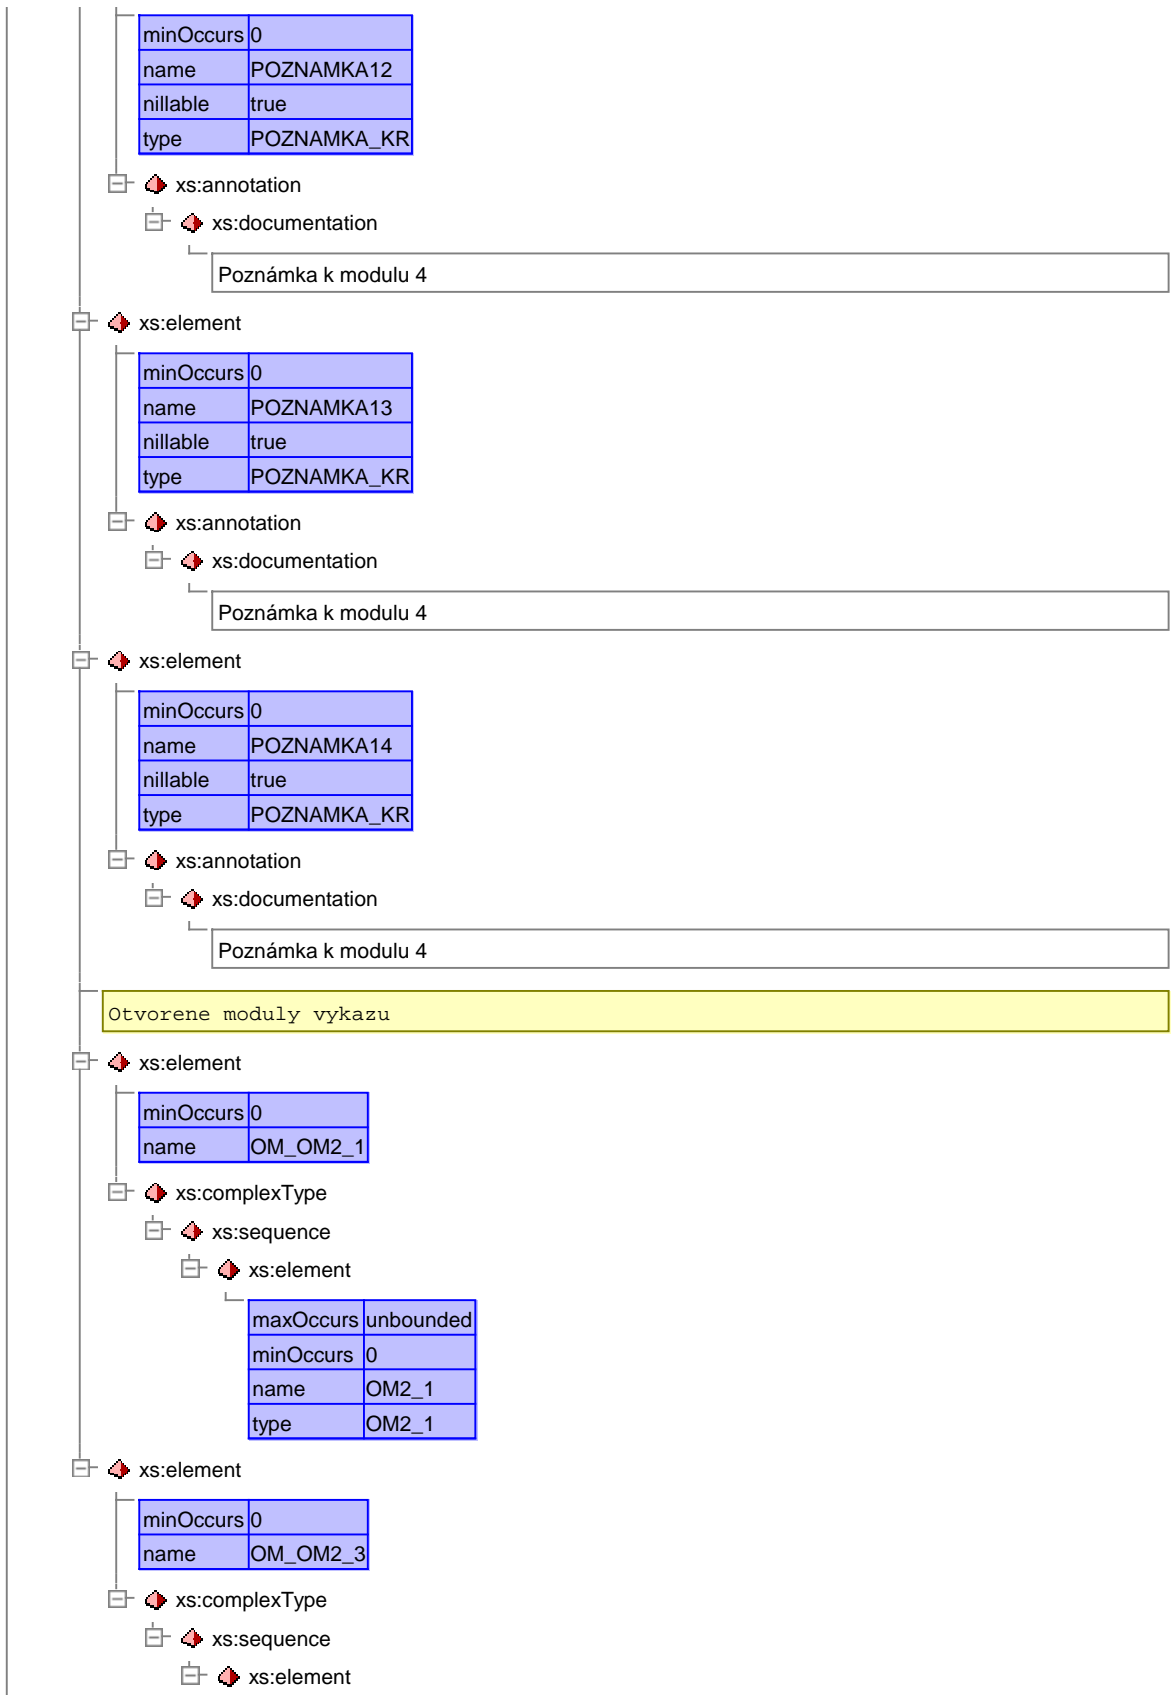 minOccurs 0
name POZNAMKA12
nillable true
type POZNAMKA_KR
xs:annotation
xs:documentation
Poznámka k modulu 4
xs:element
minOccurs 0
name POZNAMKA13
nillable true
type POZNAMKA_KR
xs:annotation
xs:documentation
Poznámka k modulu 4
xs:element
minOccurs 0
name POZNAMKA14
nillable true
type POZNAMKA_KR
xs:annotation
xs:documentation
Poznámka k modulu 4
Otvorene moduly vykazu
xs:element
minOccurs 0
name OM_OM2_1
xs:complexType
xs:sequence
xs:element
maxOccurs unbounded
minOccurs 0
name OM2_1
type OM2_1
xs:element
minOccurs 0
name OM_OM2_3
xs:complexType
xs:sequence
xs:element